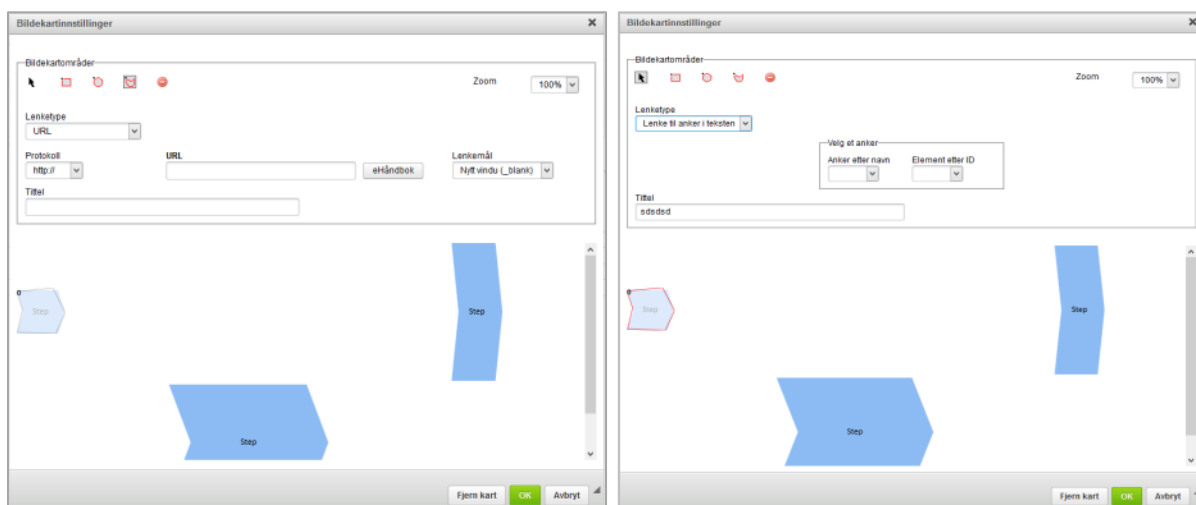 Bildekartinnstillinger
Bildekartområder
Zoom
100%
Lenketype
URL
Protokoll URL Lenkemål
http:// eHåndbok Nytt vindu (_blank)
Tittel
Step
Step
Step
Fjern kart OK Avbryt
Bildekartinnstillinger
Bildekartområder
Zoom
100%
Lenketype
Lenke til anker i teksten
Velg et anker
Anker etter navn Element etter ID
Tittel
sdsdsd
Step
Step
Step
Fjern kart OK Avbryt